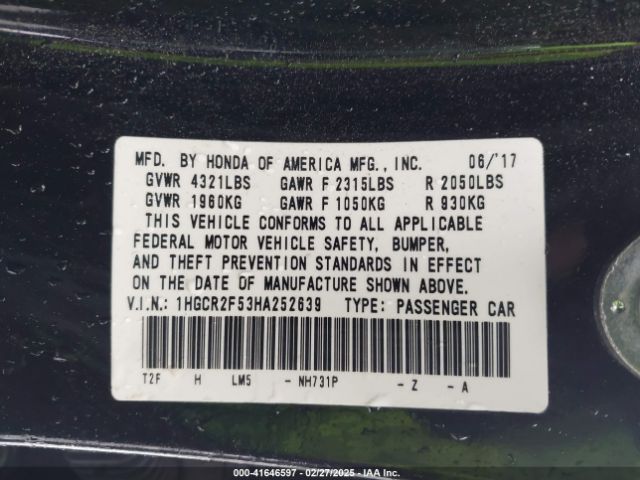 MFD. BY HONDA OF AMERICA MFG., INC. 06/'17
GVWR 4321LBS GAWR F 2315LBS R 2050LBS
GVWR 1960KG GAWR F 1050KG R 930KG
THIS VEHICLE CONFORMS TO ALL APPLICABLE
FEDERAL MOTOR VEHICLE SAFETY, BUMPER,
AND THEFT PREVENTION STANDARDS IN EFFECT
ON THE DATE OF MANUFACTURE SHOWN ABOVE.
V.I.N.: 1HGCR2F53HA252639 TYPE: PASSENGER CAR
T2F H LM5 - NH731P - Z - A
000-41646597 - 02/27/2025 - IAA Inc.